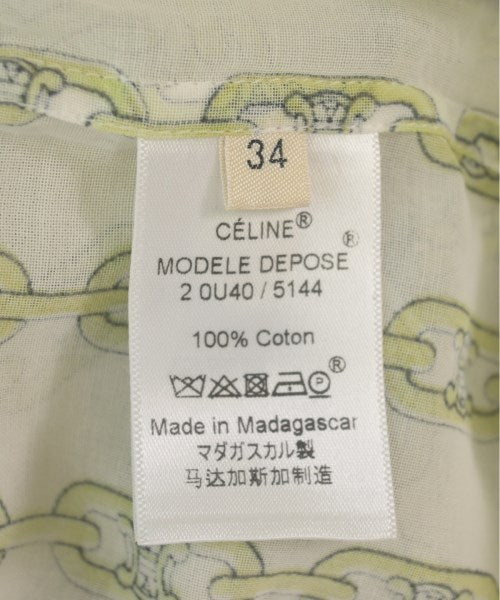 34
CÉLINE®
MODELE DEPOSE®
2 0U40 / 5144
100% Coton
P ®
Made in Madagascar
マダガスカル製
马达加斯加制造